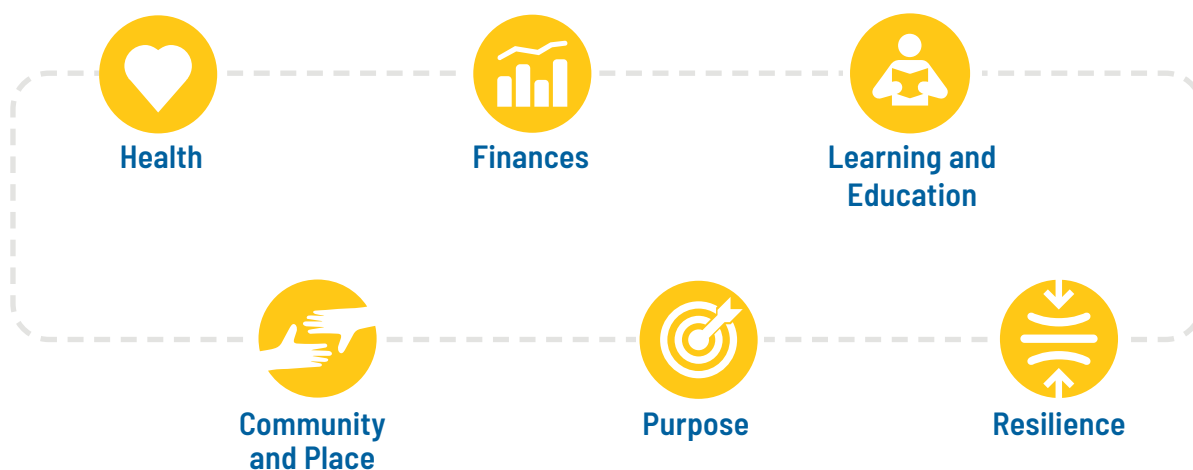 Health
Finances
Learning and
Education
Community
and Place
Purpose
Resilience